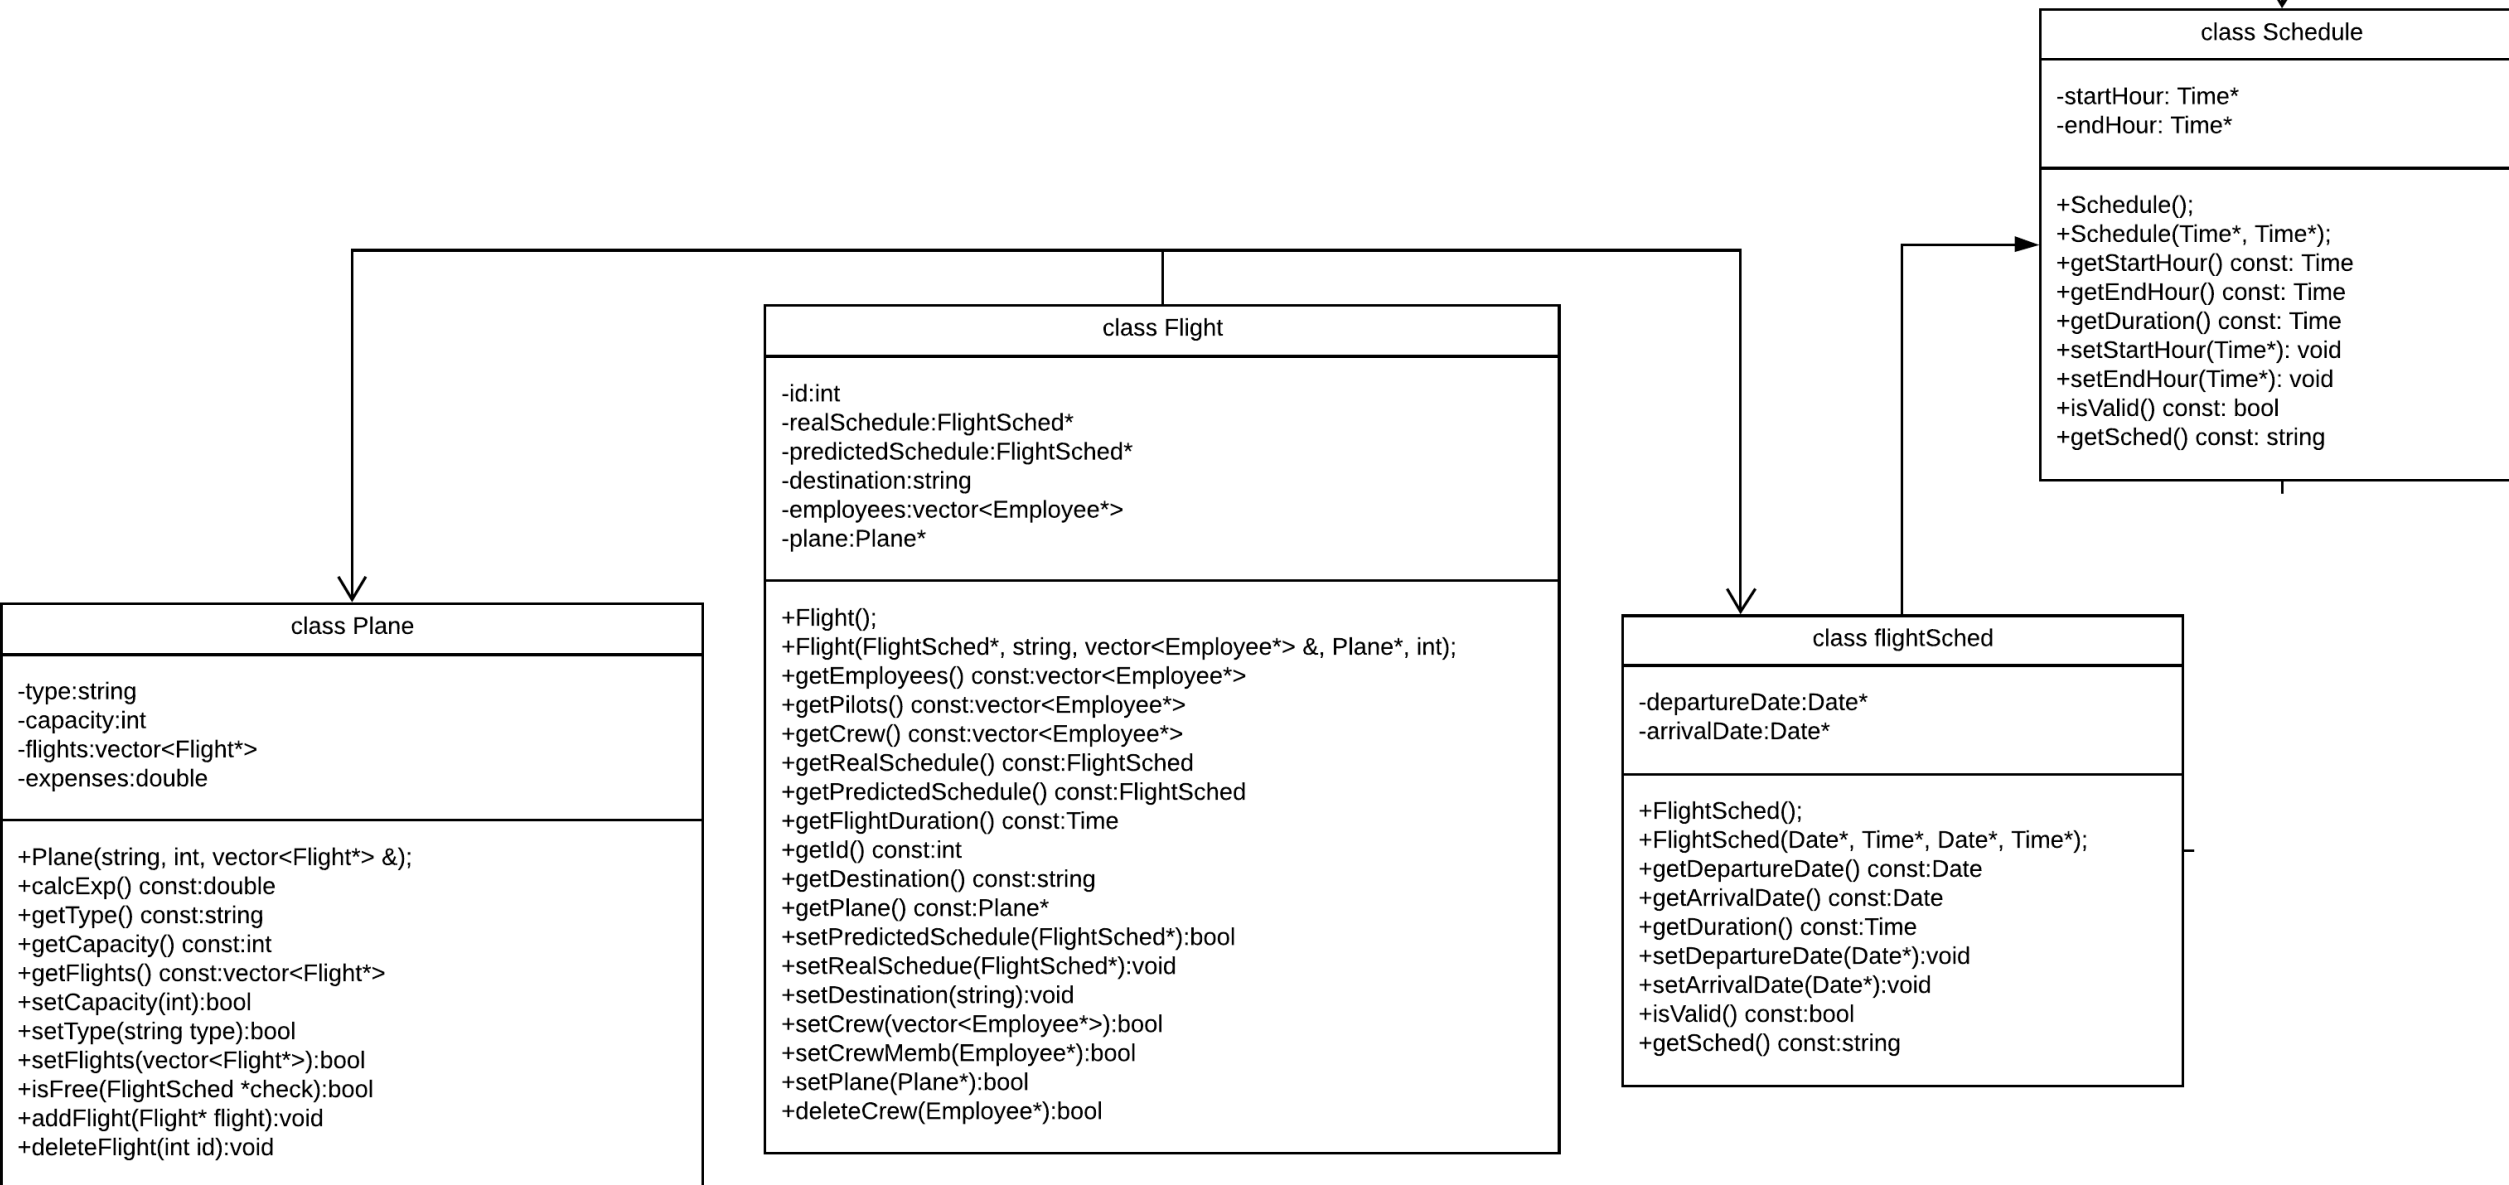 class Schedule
-startHour: Time*
-endHour: Time*
+Schedule();
+Schedule(Time*, Time*);
+getStartHour() const: Time
+getEndHour() const: Time
+getDuration() const: Time
+setStartHour(Time*): void
+setEndHour(Time*): void
+isValid() const: bool
+getSched() const: string
class Flight
-id:int
-realSchedule:FlightSched*
-predictedSchedule:FlightSched*
-destination:string
-employees:vector<Employee*>
-plane:Plane*
+Flight();
+Flight(FlightSched*, string, vector<Employee*> &, Plane*, int);
+getEmployees() const:vector<Employee*>
+getPilots() const:vector<Employee*>
+getCrew() const:vector<Employee*>
+getRealSchedule() const:FlightSched
+getPredictedSchedule() const:FlightSched
+getFlightDuration() const:Time
+getId() const:int
+getDestination() const:string
+getPlane() const:Plane*
+setPredictedSchedule(FlightSched*):bool
+setRealSchedue(FlightSched*):void
+setDestination(string):void
+setCrew(vector<Employee*>):bool
+setCrewMemb(Employee*):bool
+setPlane(Plane*):bool
+deleteCrew(Employee*):bool
class Plane
-type:string
-capacity:int
-flights:vector<Flight*>
-expenses:double
+Plane(string, int, vector<Flight*> &);
+calcExp() const:double
+getType() const:string
+getCapacity() const:int
+getFlights() const:vector<Flight*>
+setCapacity(int):bool
+setType(string type):bool
+setFlights(vector<Flight*>):bool
+isFree(FlightSched *check):bool
+addFlight(Flight* flight):void
+deleteFlight(int id):void
class flightSched
-departureDate:Date*
-arrivalDate:Date*
+FlightSched();
+FlightSched(Date*, Time*, Date*, Time*);
+getDepartureDate() const:Date
+getArrivalDate() const:Date
+getDuration() const:Time
+setDepartureDate(Date*):void
+setArrivalDate(Date*):void
+isValid() const:bool
+getSched() const:string